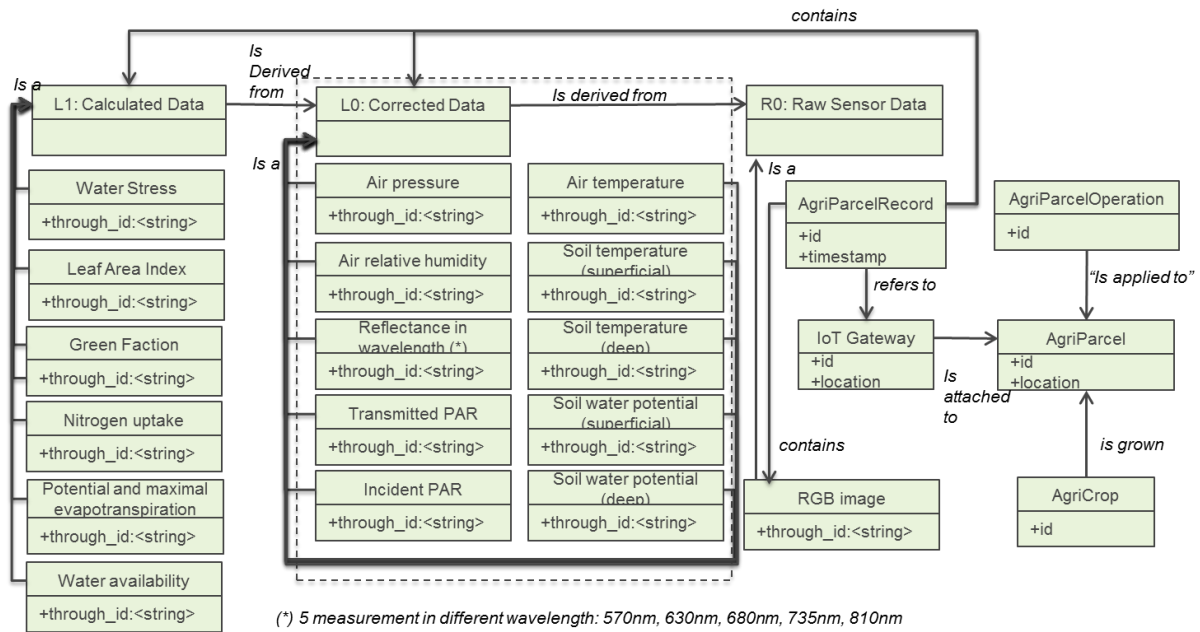 contains
Is a
Is
Derived
from
L1: Calculated Data
L0: Corrected Data
Is derived from
R0: Raw Sensor Data
Is a
Is a
Water Stress
+through_id:<string>
Leaf Area Index
+through_id:<string>
Green Faction
+through_id:<string>
Nitrogen uptake
+through_id:<string>
Potential and maximal
evapotranspiration
+through_id:<string>
Water availability
+through_id:<string>
Air pressure
+through_id:<string>
Air relative humidity
+through_id:<string>
Reflectance in
wavelength (*)
+through_id:<string>
Transmitted PAR
+through_id:<string>
Incident PAR
+through_id:<string>
Air temperature
+through_id:<string>
Soil temperature
(superficial)
+through_id:<string>
Soil temperature
(deep)
+through_id:<string>
Soil water potential
(superficial)
+through_id:<string>
Soil water potential
(deep)
+through_id:<string>
AgriParcelRecord
+id
+timestamp
AgriParcelOperation
+id
refers to
“Is applied to”
IoT Gateway
+id
+location
AgriParcel
+id
+location
Is
attached
to
contains
is grown
RGB image
+through_id:<string>
AgriCrop
+id
(*) 5 measurement in different wavelength: 570nm, 630nm, 680nm, 735nm, 810nm